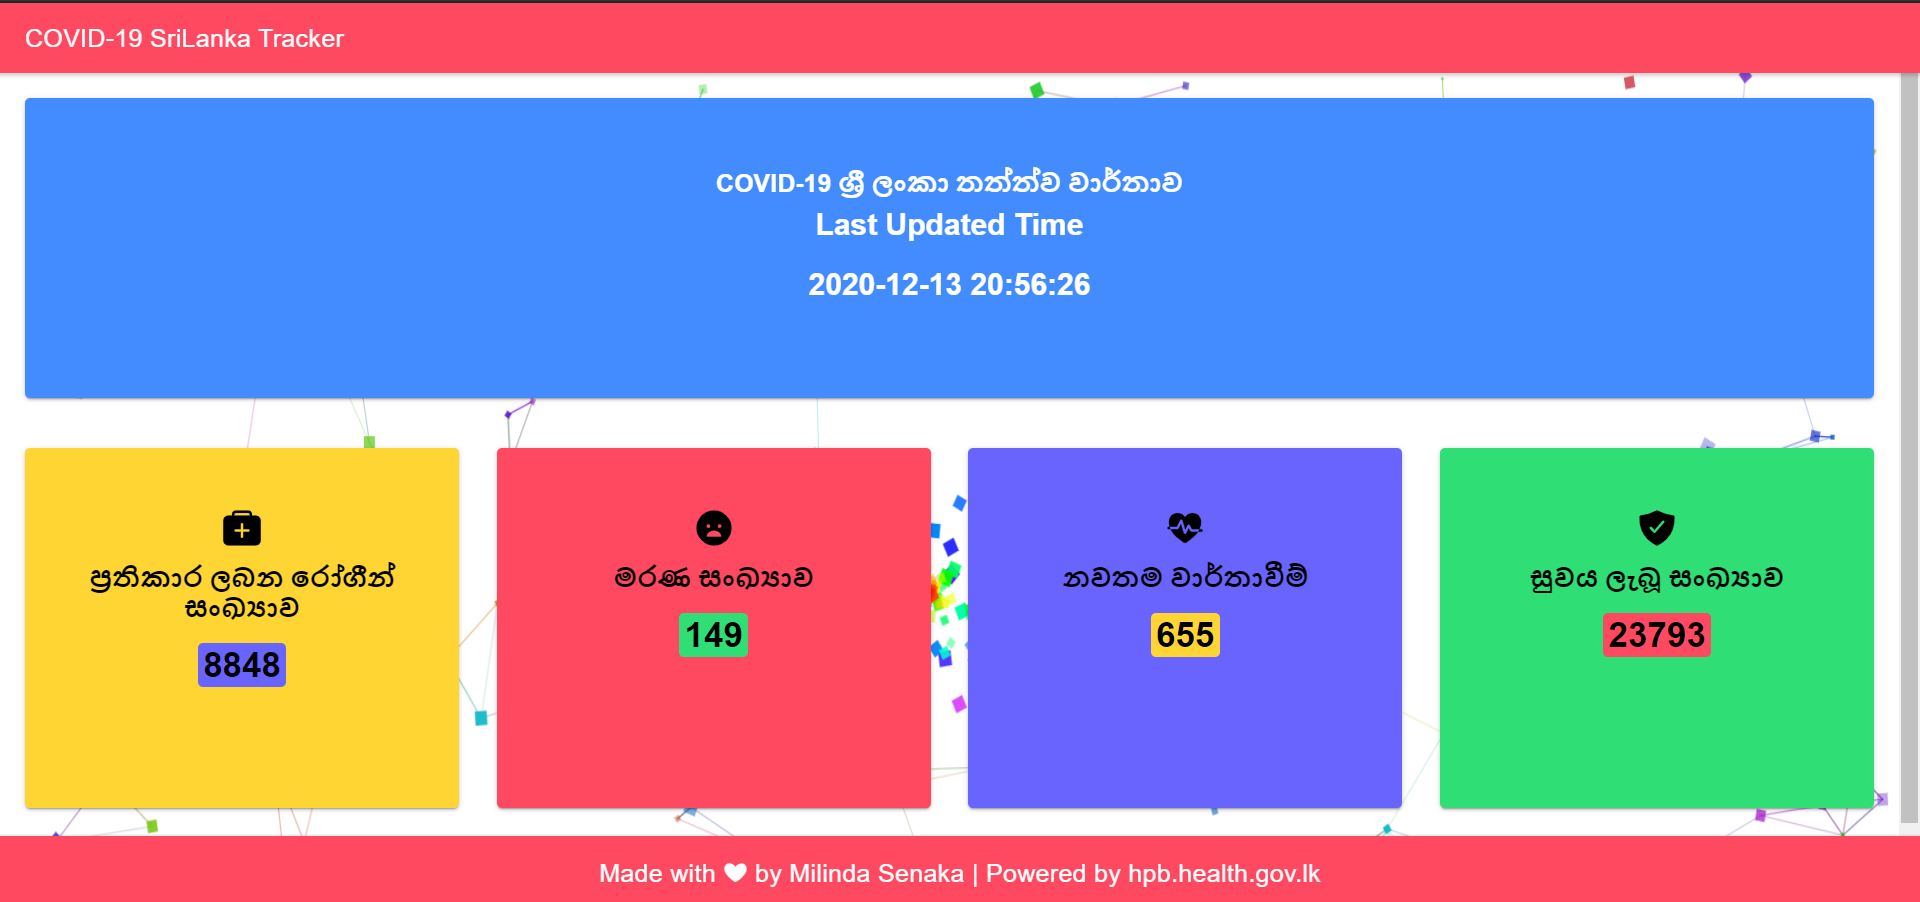 COVID-19 SriLanka Tracker
COVID-19 ශ්‍රී ලංකා තත්ත්ව වාර්තාව
Last Updated Time
2020-12-13 20:56:26
ප්‍රතිකාර ලබන රෝගීන්
සංඛ්‍යාව
8848
මරණ සංඛ්‍යාව
149
නවතම වාර්තාවීම්
655
සුවය ලැබූ සංඛ්‍යාව
23793
Made with ♥ by Milinda Senaka | Powered by hpb.health.gov.lk